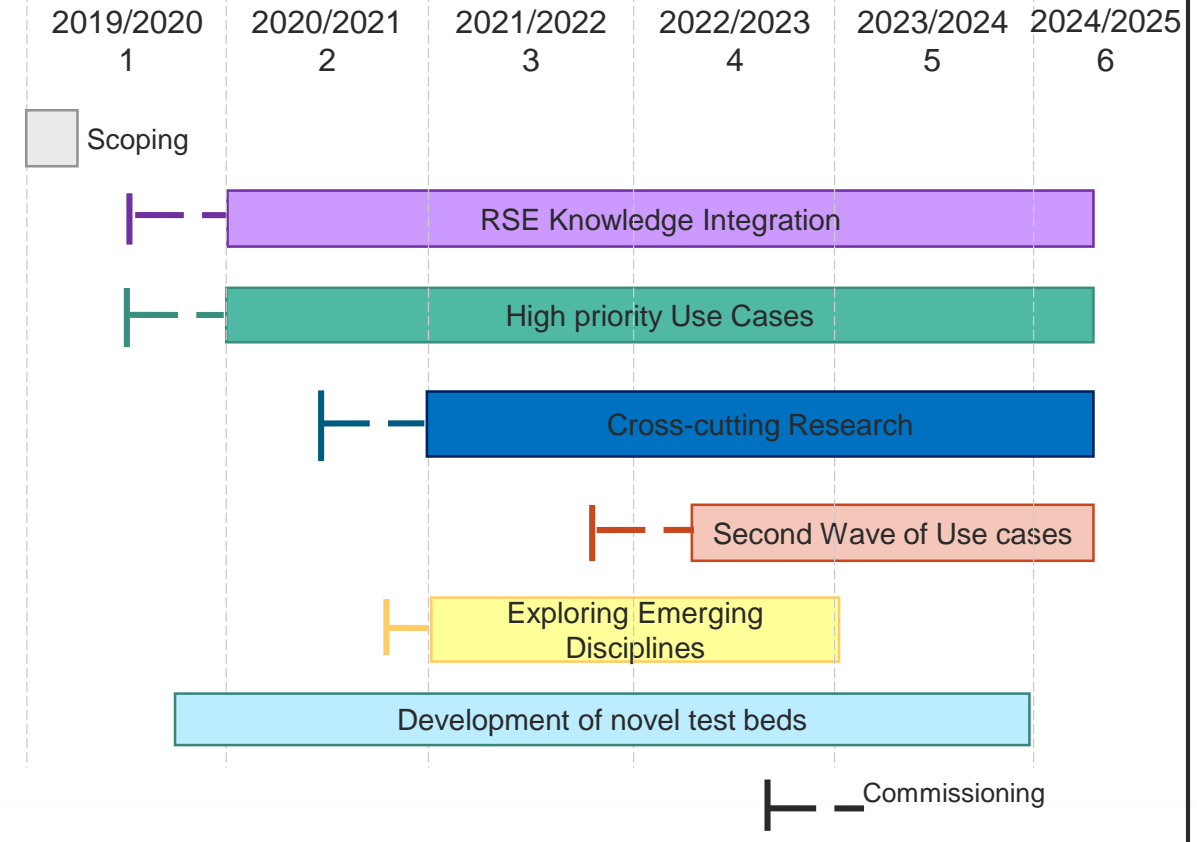 2019/2020 2020/2021 2021/2022 2022/2023 2023/2024 2024/2025
1 2 3 4 5 6
Scoping
RSE Knowledge Integration
High priority Use Cases
Cross-cutting Research
Second Wave of Use cases
Exploring Emerging
Disciplines
Development of novel test beds
Commissioning